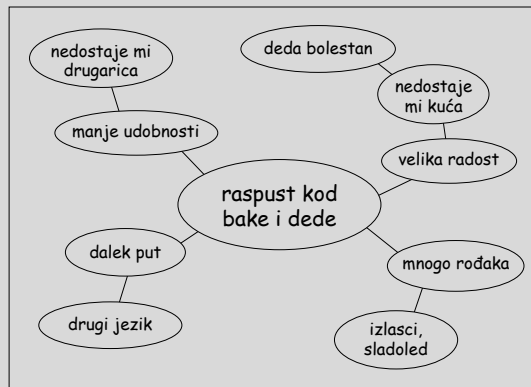 nedostaje mi
drugarica
deda bolestan
nedostaje
mi kuća
manje udobnosti
velika radost
raspust kod
bake i dede
dalek put
mnogo rođaka
drugi jezik
izlasci,
sladoled